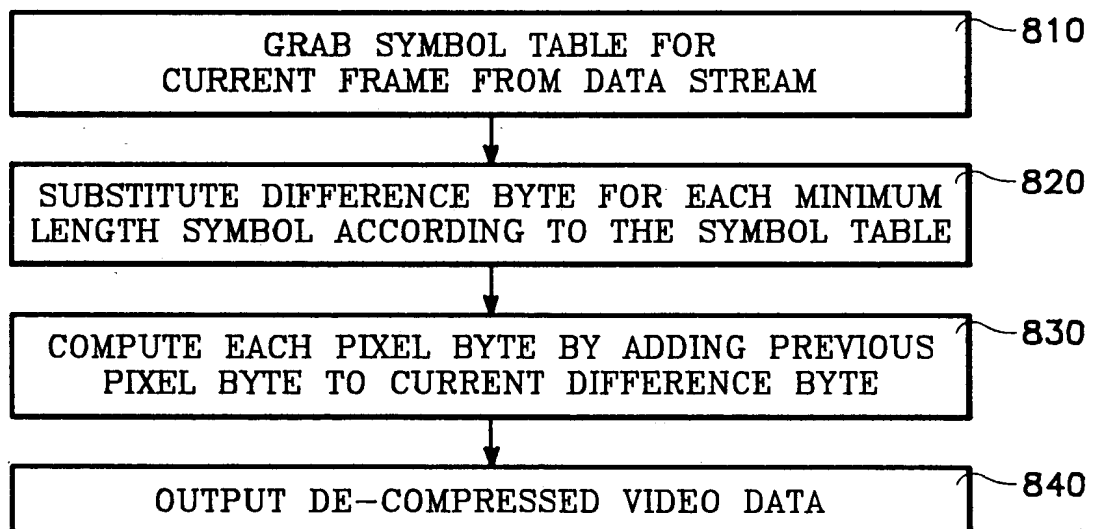 GRAB SYMBOL TABLE FOR
CURRENT FRAME FROM DATA STREAM
810
SUBSTITUTE DIFFERENCE BYTE FOR EACH MINIMUM
LENGTH SYMBOL ACCORDING TO THE SYMBOL TABLE
820
COMPUTE EACH PIXEL BYTE BY ADDING PREVIOUS
PIXEL BYTE TO CURRENT DIFFERENCE BYTE
830
OUTPUT DE-COMPRESSED VIDEO DATA
840